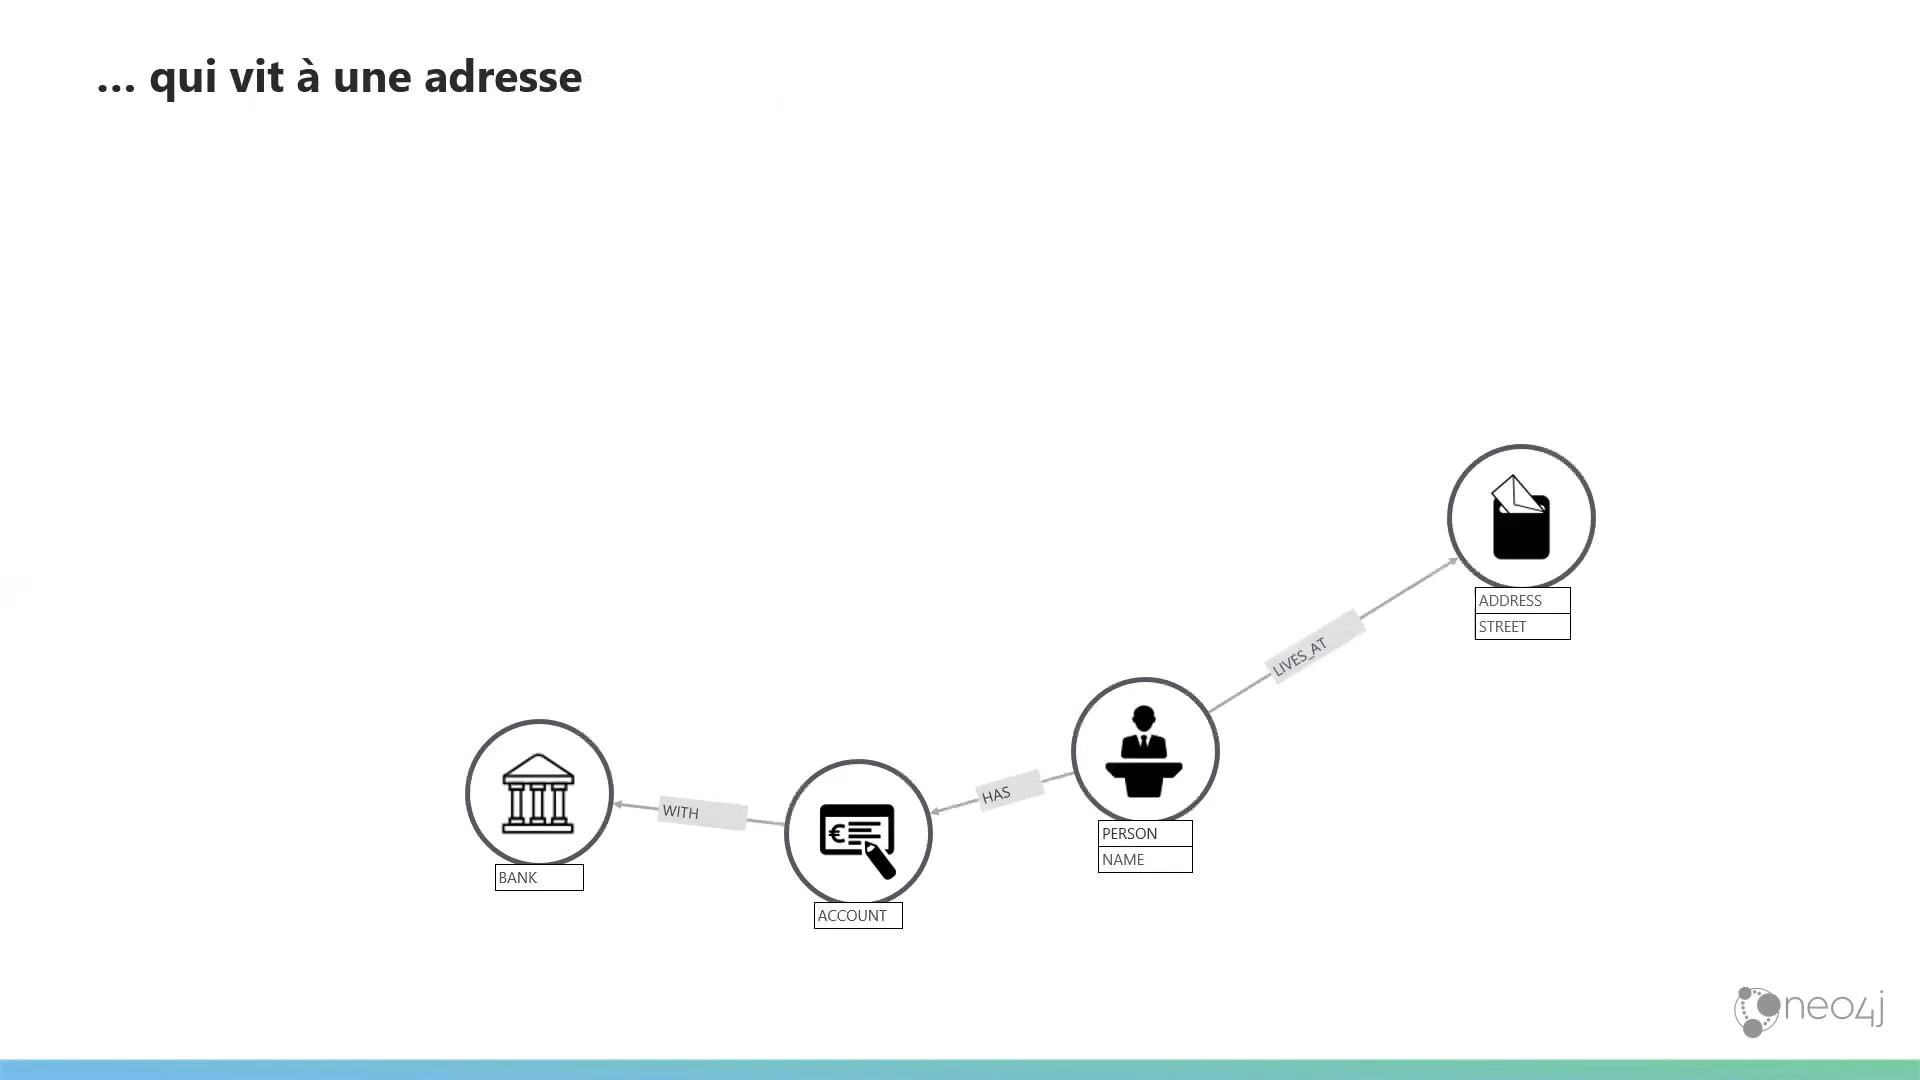 ... qui vit à une adresse
ADDRESS
STREET
LIVES_AT
PERSON
NAME
HAS
WITH
BANK
ACCOUNT
neo4j